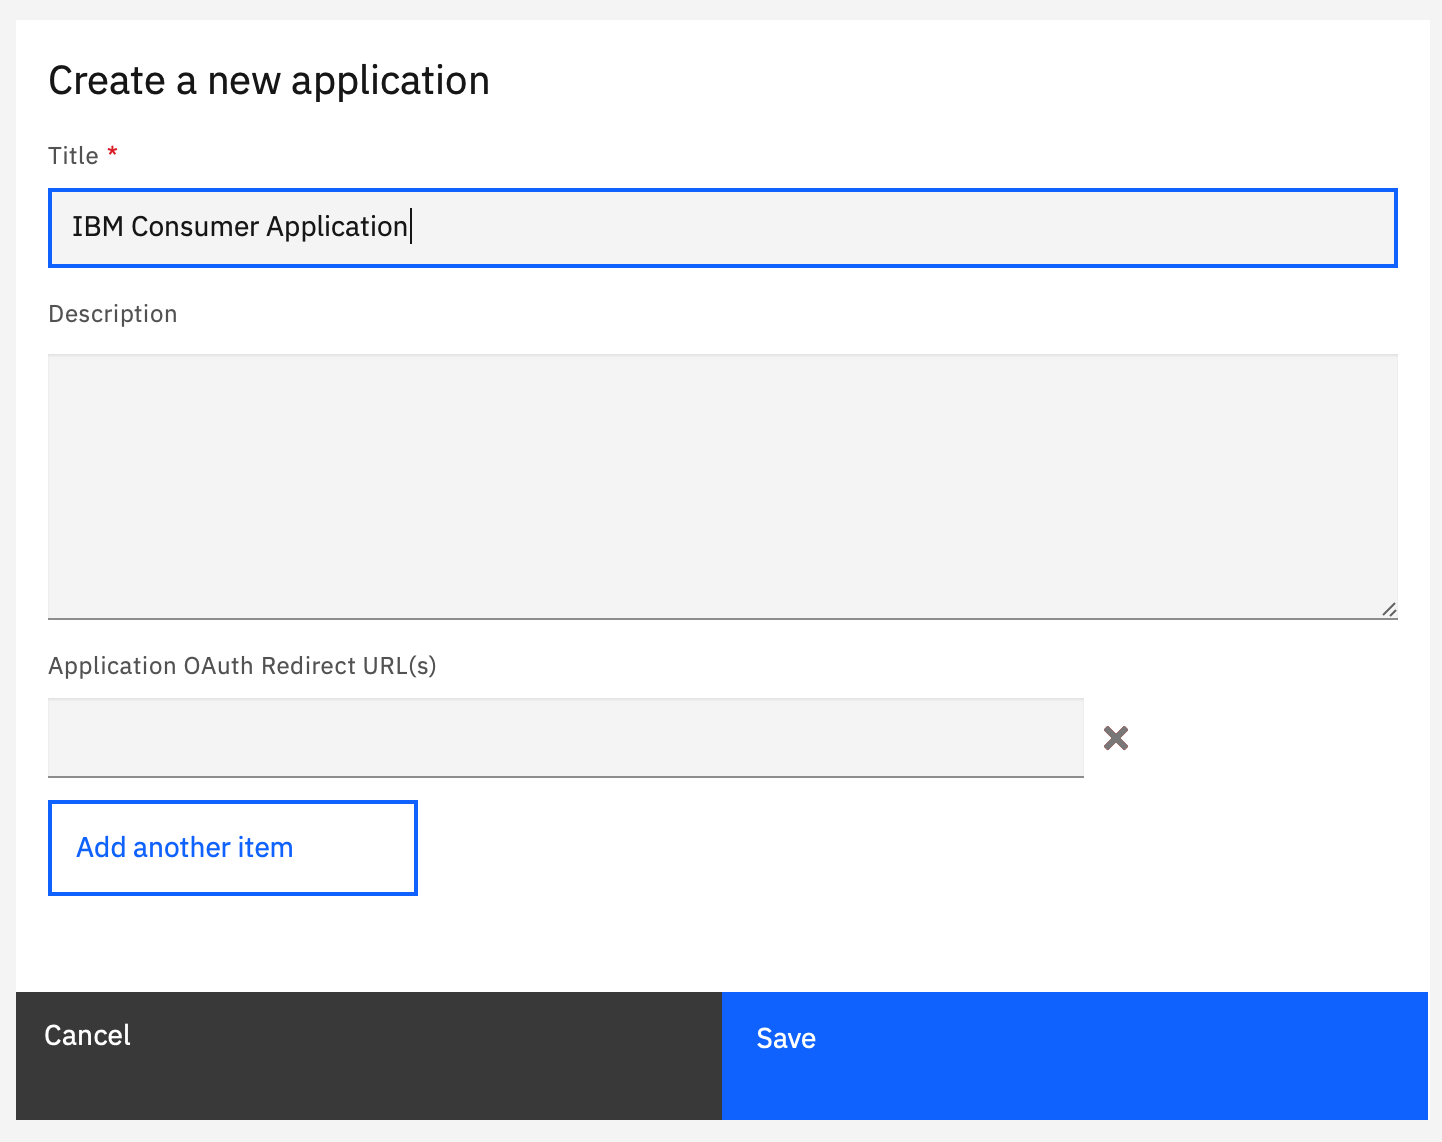 Create a new application
Title *
IBM Consumer Application
Description
Application OAuth Redirect URL(s)
Add another item
Cancel
Save